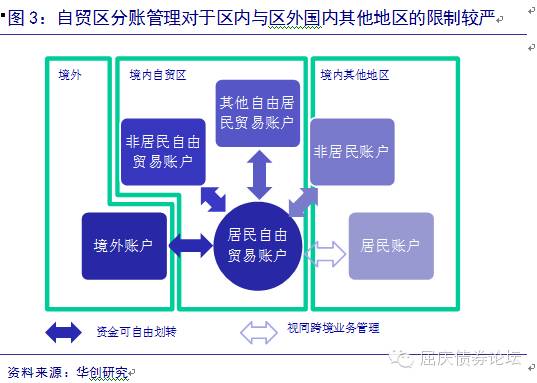 图 3：自贸区分账管理对于区内与区外国内其他地区的限制较严
境外
境内自贸区
境内其他地区
其他自由居
民贸易账户
非居民自由
贸易账户
非居民账户
境外账户
居民自由
贸易账户
居民账户
资金可自由划转
视同跨境业务管理
屈庆债券论坛
资料来源：华创研究